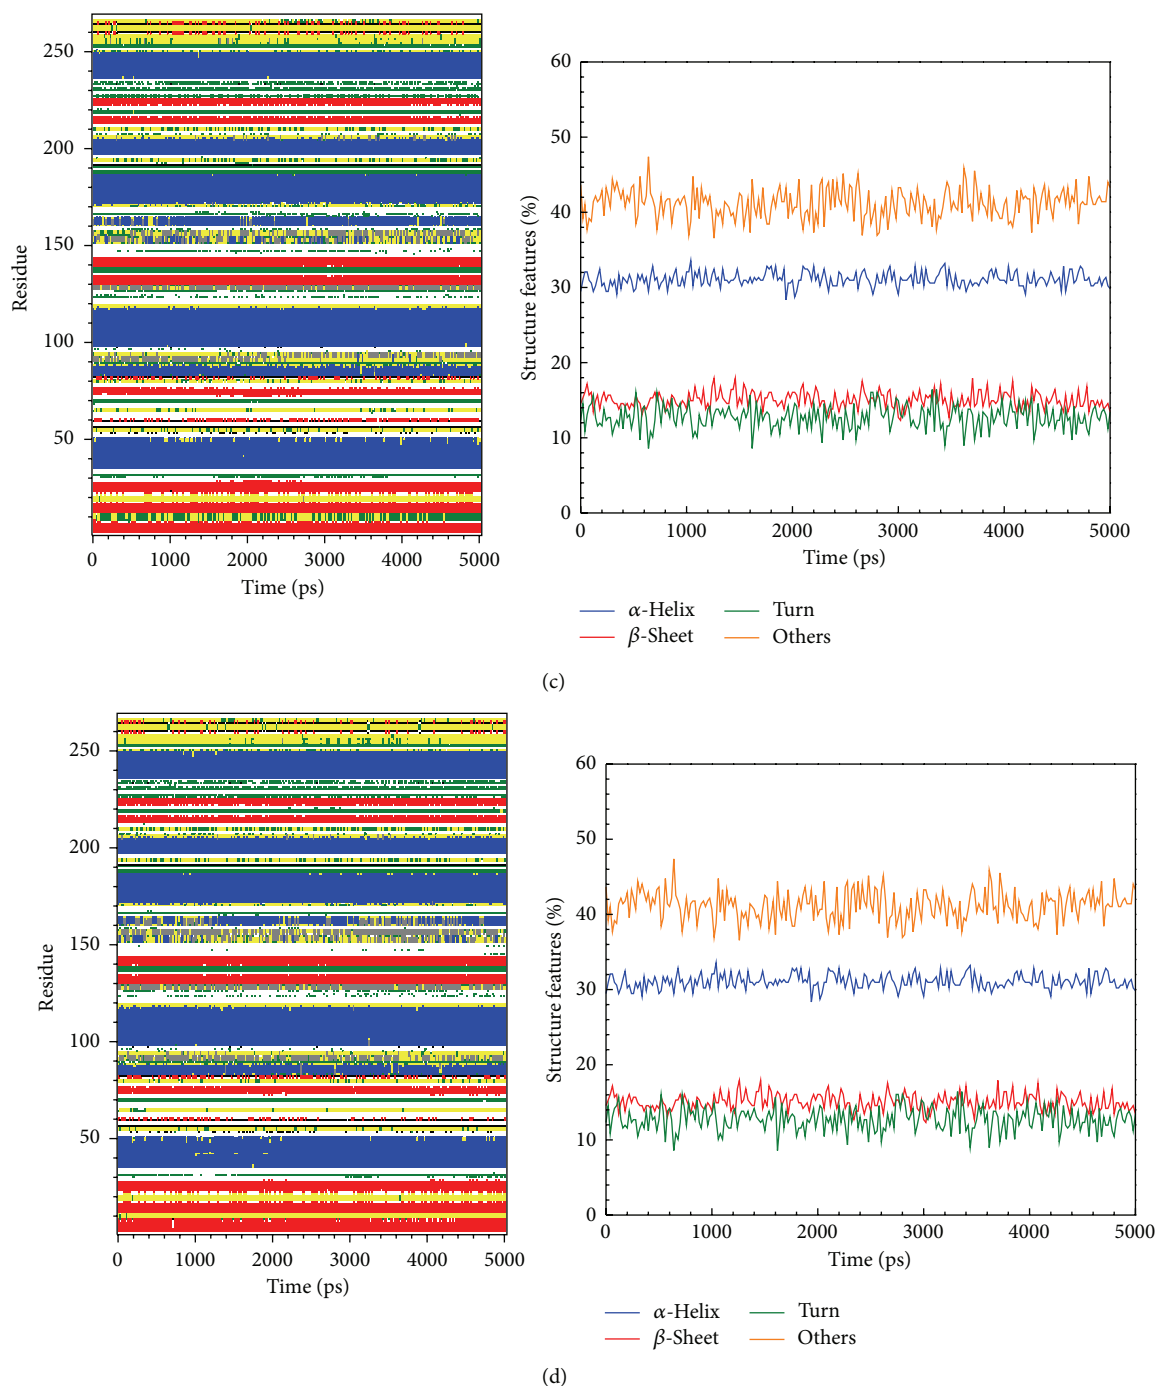 250
200
150
100
50
Residue
0 1000 2000 3000 4000 5000
Time (ps)
60
50
40
30
20
10
0
Structure features (%)
0 1000 2000 3000 4000 5000
Time (ps)
α-Helix Turn
β-Sheet Others
(c)
250
200
150
100
50
Residue
0 1000 2000 3000 4000 5000
Time (ps)
60
50
40
30
20
10
0
Structure features (%)
0 1000 2000 3000 4000 5000
Time (ps)
α-Helix Turn
β-Sheet Others
(d)